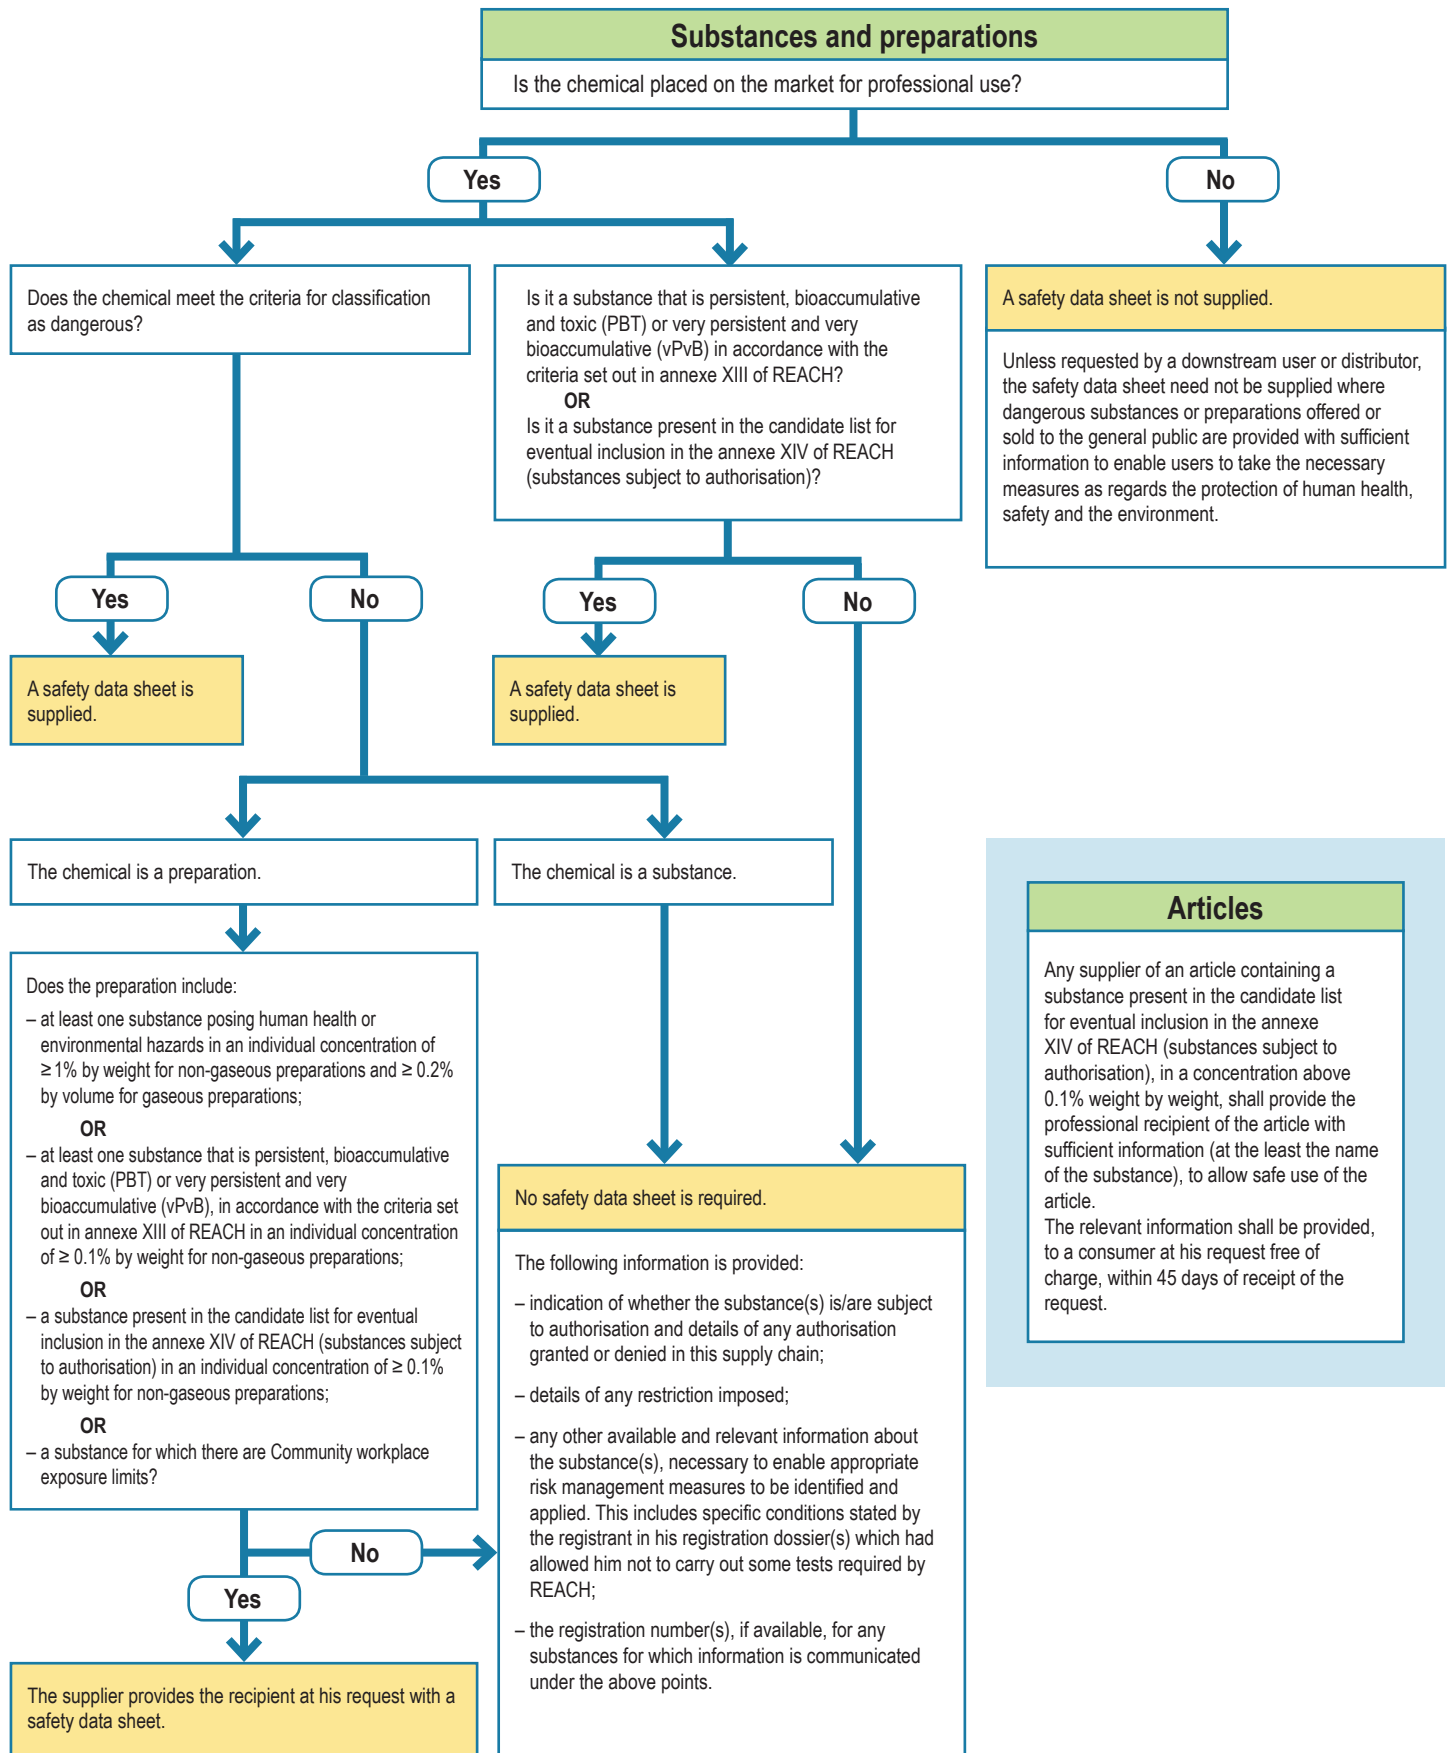 Substances and preparations
Is the chemical placed on the market for professional use?
Yes
No
Does the chemical meet the criteria for classification
as dangerous?
Is it a substance that is persistent, bioaccumulative
and toxic (PBT) or very persistent and very
bioaccumulative (vPvB) in accordance with the
criteria set out in annexe XIII of REACH?
OR
Is it a substance present in the candidate list for
eventual inclusion in the annexe XIV of REACH
(substances subject to authorisation)?
A safety data sheet is not supplied.
Unless requested by a downstream user or distributor,
the safety data sheet need not be supplied where
dangerous substances or preparations offered or
sold to the general public are provided with sufficient
information to enable users to take the necessary
measures as regards the protection of human health,
safety and the environment.
Yes
No
Yes
No
A safety data sheet is
supplied.
A safety data sheet is
supplied.
The chemical is a preparation.
The chemical is a substance.
Does the preparation include:
– at least one substance posing human health or
environmental hazards in an individual concentration of
≥ 1% by weight for non-gaseous preparations and ≥ 0.2%
by volume for gaseous preparations;
OR
– at least one substance that is persistent, bioaccumulative
and toxic (PBT) or very persistent and very
bioaccumulative (vPvB), in accordance with the criteria set
out in annexe XIII of REACH in an individual concentration
of ≥ 0.1% by weight for non-gaseous preparations;
OR
– a substance present in the candidate list for eventual
inclusion in the annexe XIV of REACH (substances subject
to authorisation) in an individual concentration of ≥ 0.1%
by weight for non-gaseous preparations;
OR
– a substance for which there are Community workplace
exposure limits?
No
Yes
The supplier provides the recipient at his request with a
safety data sheet.
No safety data sheet is required.
The following information is provided:
– indication of whether the substance(s) is/are subject
to authorisation and details of any authorisation
granted or denied in this supply chain;
– details of any restriction imposed;
– any other available and relevant information about
the substance(s), necessary to enable appropriate
risk management measures to be identified and
applied. This includes specific conditions stated by
the registrant in his registration dossier(s) which had
allowed him not to carry out some tests required by
REACH;
– the registration number(s), if available, for any
substances for which information is communicated
under the above points.
Articles
Any supplier of an article containing a
substance present in the candidate list
for eventual inclusion in the annexe
XIV of REACH (substances subject to
authorisation), in a concentration above
0.1% weight by weight, shall provide the
professional recipient of the article with
sufficient information (at the least the name
of the substance), to allow safe use of the
article.
The relevant information shall be provided,
to a consumer at his request free of
charge, within 45 days of receipt of the
request.